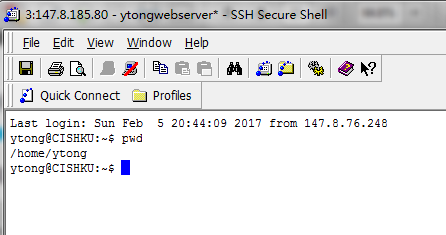 3:147.8.185.80 - ytongwebserver* - SSH Secure Shell
File Edit View Window Help
Quick Connect Profiles
Last login: Sun Feb  5 20:44:09 2017 from 147.8.76.248
ytong@CISHKU:~$ pwd
/home/ytong
ytong@CISHKU:~$